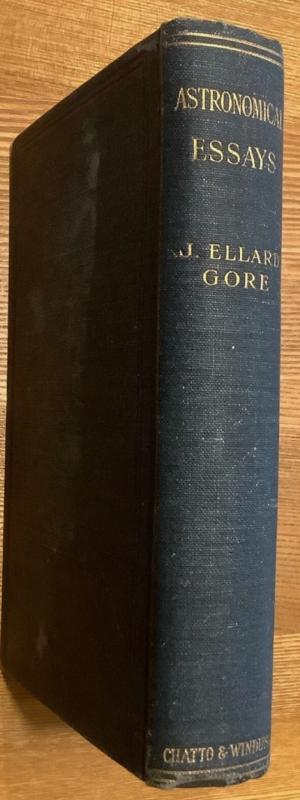 ASTRONOMICAL
ESSAYS
J. ELLARD
GORE
CHATTO & WINDUS